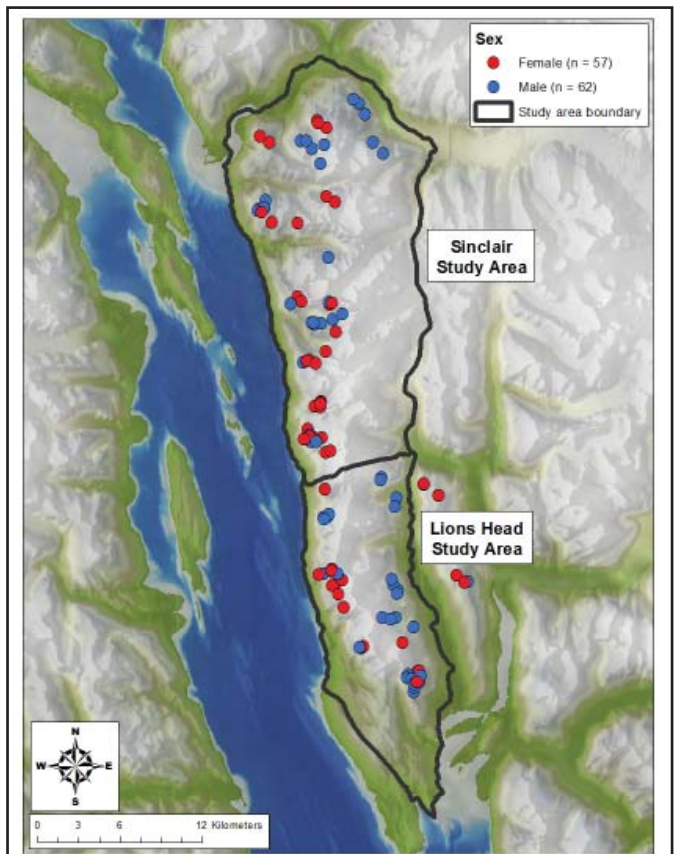 Sex
Female (n = 57)
Male (n = 62)
Study area boundary
Sinclair
Study Area
Lions Head
Study Area
N
W E
S
0 3 6 12 Kilometers